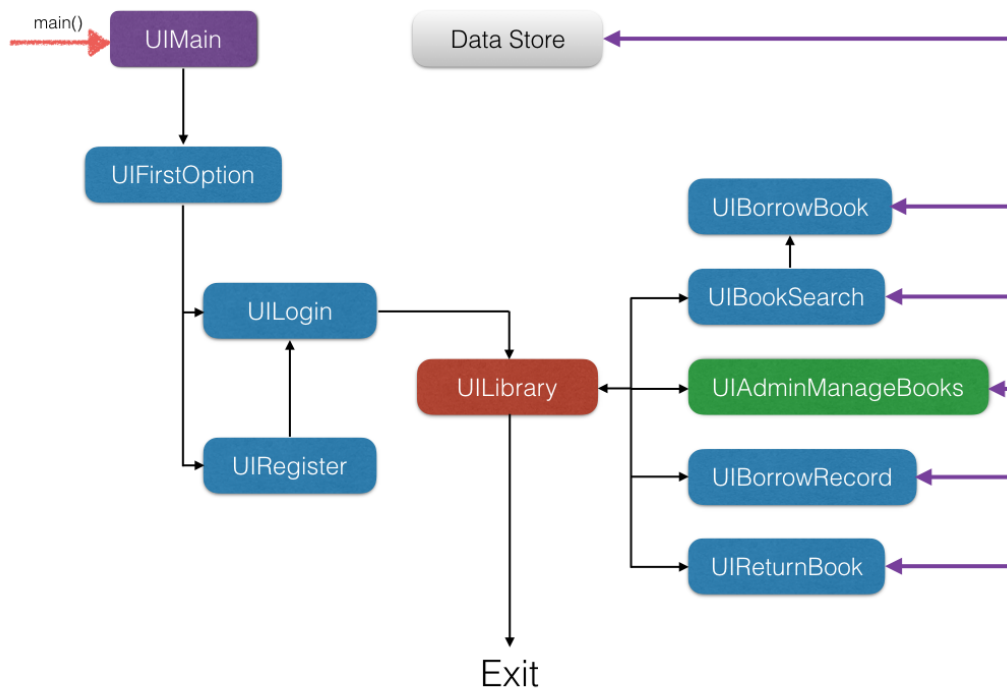 main()
UIMain
Data Store
UIFirstOption
UIBorrowBook
UILogin
UIBookSearch
UILibrary
UIAdminManageBooks
UIRegister
UIBorrowRecord
UIReturnBook
Exit